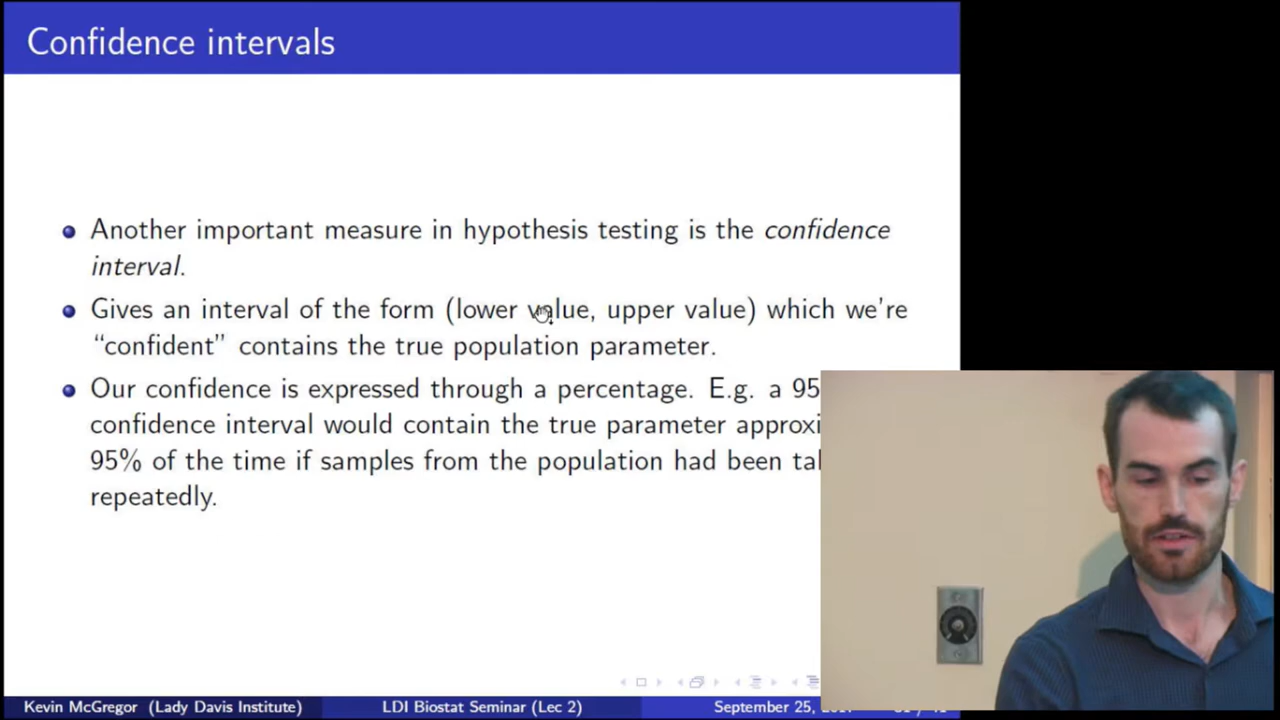 Confidence intervals
Another important measure in hypothesis testing is the confidence
interval.
Gives an interval of the form (lower value, upper value) which we're
“confident” contains the true population parameter.
Our confidence is expressed through a percentage. E.g. a 95
confidence interval would contain the true parameter approxi
95% of the time if samples from the population had been
repeatedly.
Kevin McGregor (Lady Davis Institute) LDI Biostat Seminar (Lec 2) September 25,